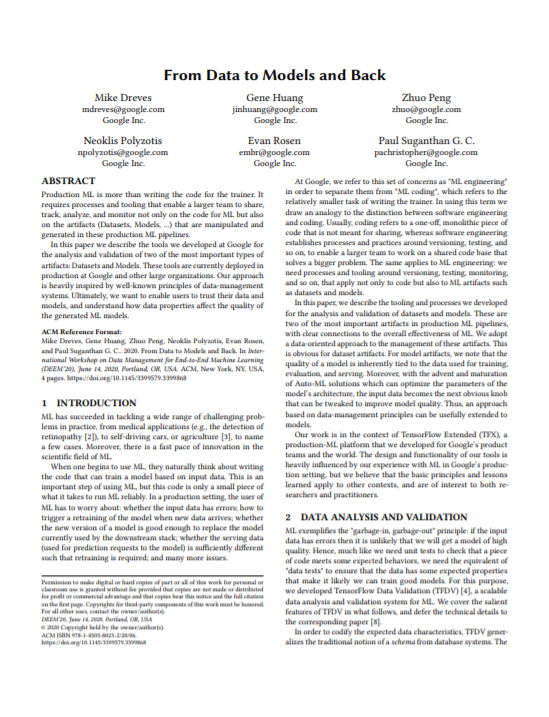 From Data to Models and Back
Mike Dreves
mdreves@google.com
Google Inc.
Gene Huang
jinhuang@google.com
Google Inc.
Zhuo Peng
zhuo@google.com
Google Inc.
Neoklis Polyzotis
npolyzotis@google.com
Google Inc.
Evan Rosen
embr@google.com
Google Inc.
Paul Suganthan G. C.
pachristopher@google.com
Google Inc.
ABSTRACT
Production ML is more than writing the code for the trainer. It
requires processes and tooling that enable a larger team to share,
track, analyze, and monitor not only the code for ML but also
on the artifacts (Datasets, Models, ...) that are manipulated and
generated in these production ML pipelines.
In this paper we describe the tools we developed at Google for
the analysis and validation of two of the most important types of
artifacts: Datasets and Models. These tools are currently deployed in
production at Google and other large organizations. Our approach
is heavily inspired by well-known principles of data-management
systems. Ultimately, we want to enable users to trust their data and
models, and understand how data properties affect the quality of
the generated ML models.
ACM Reference Format:
Mike Dreves, Gene Huang, Zhuo Peng, Neoklis Polyzotis, Evan Rosen,
and Paul Suganthan G. C.. 2020. From Data to Models and Back. In Inter-
national Workshop on Data Management for End-to-End Machine Learning
(DEEM'20), June 14, 2020, Portland, OR, USA. ACM, New York, NY, USA,
4 pages. https://doi.org/10.1145/3399579.3399868
1 INTRODUCTION
ML has succeeded in tackling a wide range of challenging prob-
lems in practice, from medical applications (e.g., the detection of
retinopathy [2]), to self-driving cars, or agriculture [3], to name
a few cases. Moreover, there is a fast pace of innovation in the
scientific field of ML.
When one begins to use ML, they naturally think about writing
the code that can train a model based on input data. This is an
important step of using ML, but this code is only a small piece of
what it takes to run ML reliably. In a production setting, the user of
ML has to worry about: whether the input data has errors; how to
trigger a retraining of the model when new data arrives; whether
the new version of a model is good enough to replace the model
currently used by the downstream stack; whether the serving data
(used for prediction requests to the model) is sufficiently different
such that retraining is required; and many more issues.
Permission to make digital or hard copies of part or all of this work for personal or
classroom use is granted without fee provided that copies are not made or distributed
for profit or commercial advantage and that copies bear this notice and the full citation
on the first page. Copyrights for third-party components of this work must be honored.
For all other uses, contact the owner/author(s).
DEEM'20, June 14, 2020, Portland, OR, USA
© 2020 Copyright held by the owner/author(s).
ACM ISBN 978-1-4503-8023-2/20/06.
https://doi.org/10.1145/3399579.3399868
At Google, we refer to this set of concerns as "ML engineering"
in order to separate them from "ML coding", which refers to the
relatively smaller task of writing the trainer. In using this term we
draw an analogy to the distinction between software engineering
and coding. Usually, coding refers to a one-off, monolithic piece of
code that is not meant for sharing, whereas software engineering
establishes processes and practices around versioning, testing, and
so on, to enable a larger team to work on a shared code base that
solves a bigger problem. The same applies to ML engineering: we
need processes and tooling around versioning, testing, monitoring,
and so on, that apply not only to code but also to ML artifacts such
as datasets and models.
In this paper, we describe the tooling and processes we developed
for the analysis and validation of datasets and models. These are
two of the most important artifacts in production ML pipelines,
with clear connections to the overall effectiveness of ML. We adopt
a data-oriented approach to the management of these artifacts. This
is obvious for dataset artifacts. For model artifacts, we note that the
quality of a model is inherently tied to the data used for training,
evaluation, and serving. Moreover, with the advent and maturation
of Auto-ML solutions which can optimize the parameters of the
model's architecture, the input data becomes the next obvious knob
that can be tweaked to improve model quality. Thus, an approach
based on data-management principles can be usefully extended to
models.
Our work is in the context of TensorFlow Extended (TFX), a
production-ML platform that we developed for Google's product
teams and the world. The design and functionality of our tools is
heavily influenced by our experience with ML in Google's produc-
tion setting, but we believe that the basic principles and lessons
learned apply to other contexts, and are of interest to both re-
searchers and practitioners.
2 DATA ANALYSIS AND VALIDATION
ML exemplifies the "garbage-in, garbage-out" principle: if the input
data has errors then it is unlikely that we will get a model of high
quality. Hence, much like we need unit tests to check that a piece
of code meets some expected behaviors, we need the equivalent of
"data tests" to ensure that the data has some expected properties
that make it likely we can train good models. For this purpose,
we developed TensorFlow Data Validation (TFDV) [4], a scalable
data analysis and validation system for ML. We cover the salient
features of TFDV in what follows, and defer the technical details to
the corresponding paper [8].
In order to codify the expected data characteristics, TFDV gener-
alizes the traditional notion of a schema from database systems. The